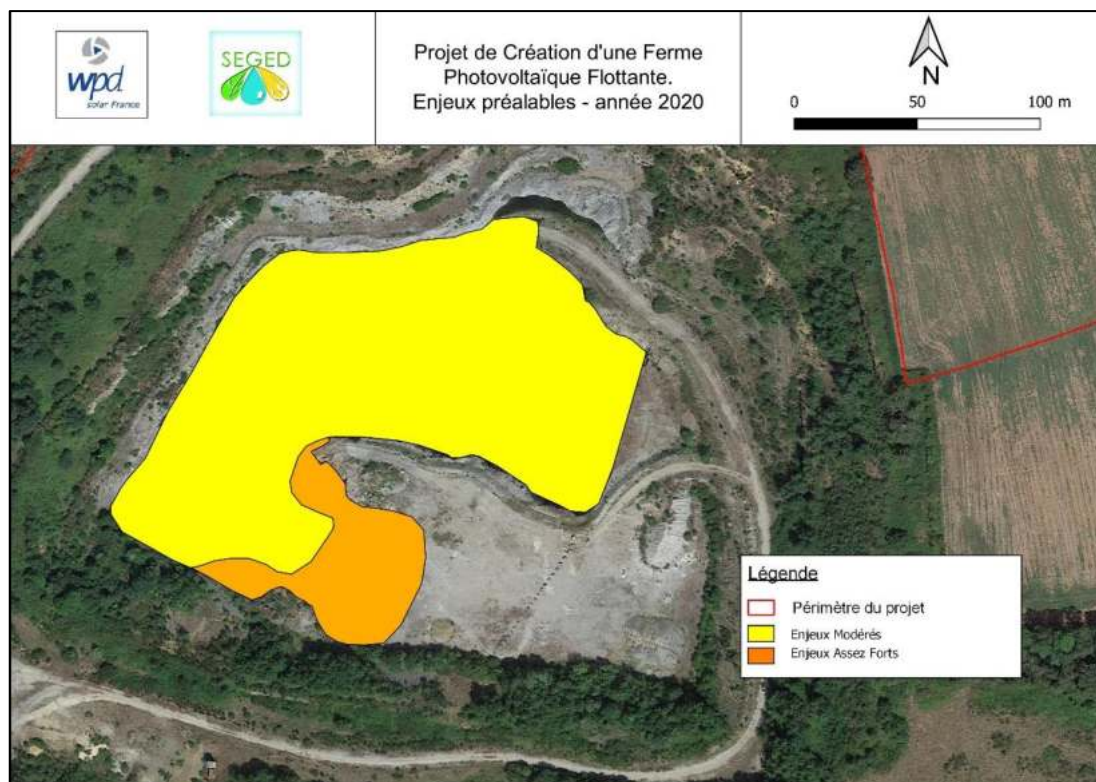 wpd
solar France
SEGED
Projet de Création d'une Ferme
Photovoltaïque Flottante.
Enjeux préalables - année 2020
N
0 50 100 m
Légende
Périmètre du projet
Enjeux Modérés
Enjeux Assez Forts